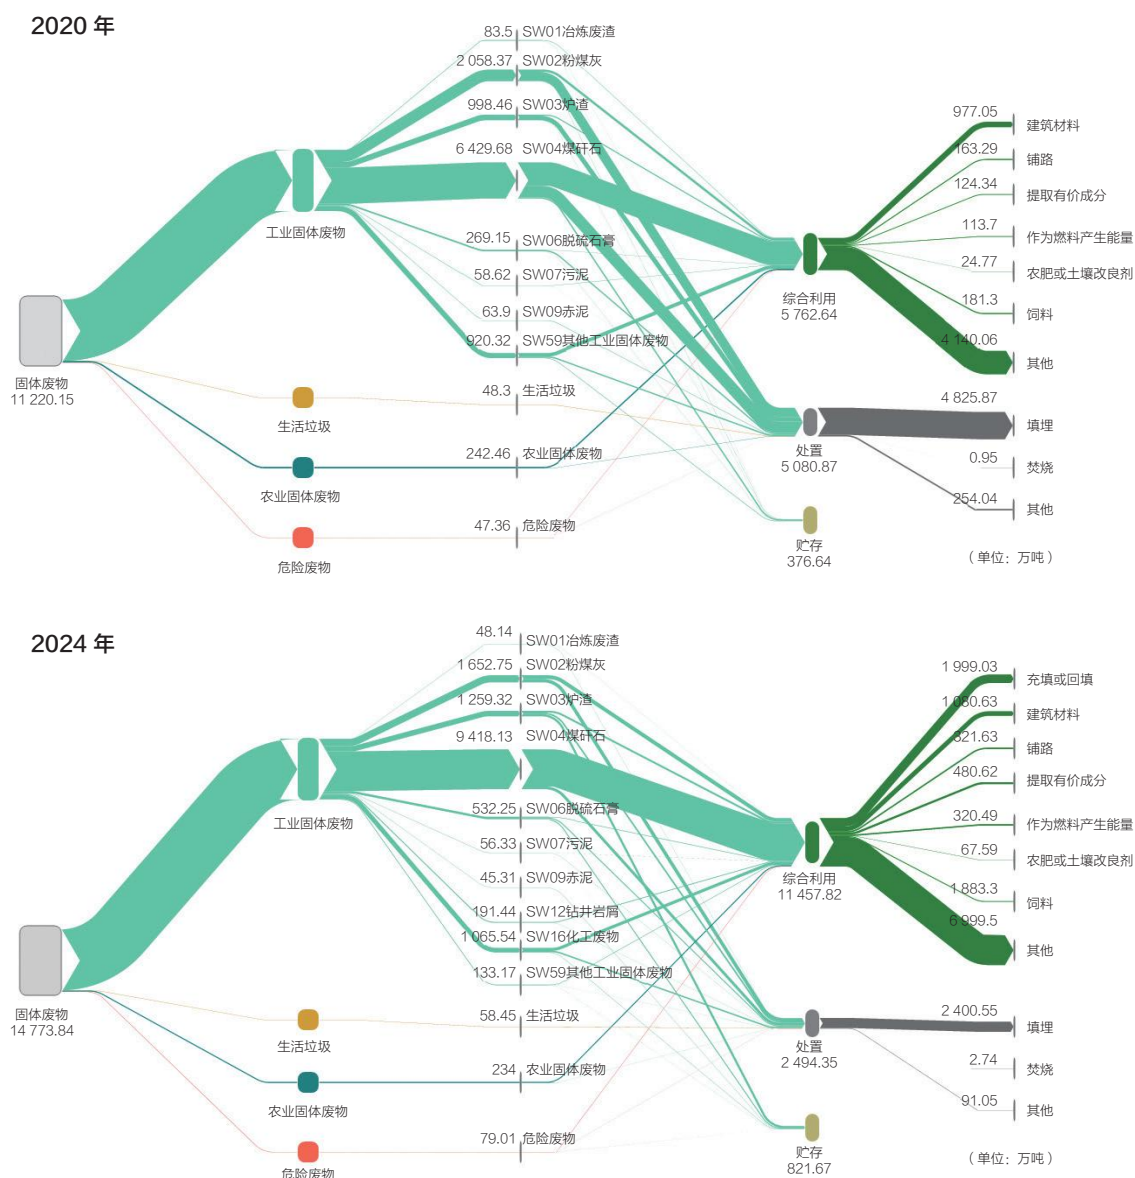 2020 年
83.5 SW01冶炼废渣
2 058.37 SW02粉煤灰
998.46 SW03炉渣
6 429.68 SW04煤矸石
269.15 SW06脱硫石膏
58.62 SW07污泥
63.9 SW09赤泥
920.32 SW59其他工业固体废物
48.3 生活垃圾
242.46 农业固体废物
47.36 危险废物
固体废物
11 220.15
工业固体废物
生活垃圾
农业固体废物
危险废物
综合利用
5 762.64
处置
5 080.87
贮存
376.64
977.05 建筑材料
163.29 铺路
124.34 提取有价成分
113.7 作为燃料产生能量
24.77 农肥或土壤改良剂
181.3 饲料
4 140.06 其他
4 825.87 填埋
0.95 焚烧
254.04 其他
（单位：万吨）
2024 年
48.14 SW01冶炼废渣
1 652.75 SW02粉煤灰
1 259.32 SW03炉渣
9 418.13 SW04煤矸石
532.25 SW06脱硫石膏
56.33 SW07污泥
45.31 SW09赤泥
191.44 SW12钻井岩屑
1 065.54 SW16化工废物
133.17 SW59其他工业固体废物
58.45 生活垃圾
234 农业固体废物
79.01 危险废物
固体废物
14 773.84
工业固体废物
生活垃圾
农业固体废物
危险废物
综合利用
11 457.82
处置
2 494.35
贮存
821.67
1 999.03 充填或回填
1 080.63 建筑材料
321.63 铺路
480.62 提取有价成分
320.49 作为燃料产生能量
67.59 农肥或土壤改良剂
1 883.3 饲料
6 999.5 其他
2 400.55 填埋
2.74 焚烧
91.05 其他
（单位：万吨）